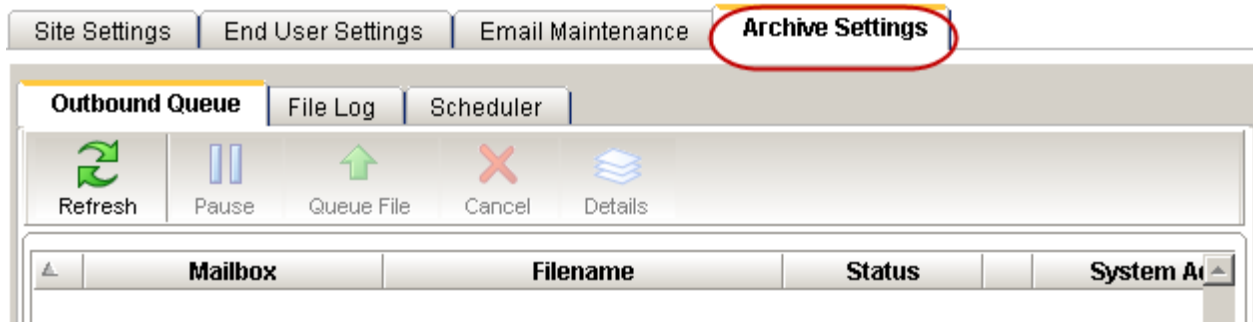 Site Settings End User Settings Email Maintenance Archive Settings
Outbound Queue File Log Scheduler
Refresh Pause Queue File Cancel Details
Mailbox Filename Status System